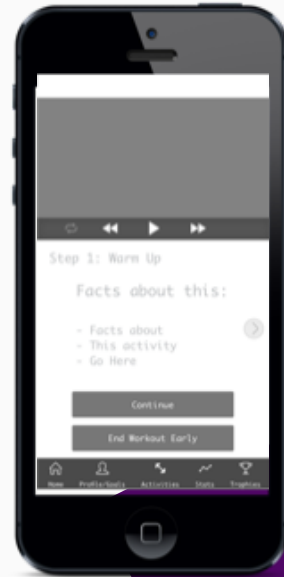 Step 1: Warm Up
Facts about this:
- Facts about
- This activity
- Go Here
Continue
End Workout Early
Home Profile/Goals Activities Stats Trophies